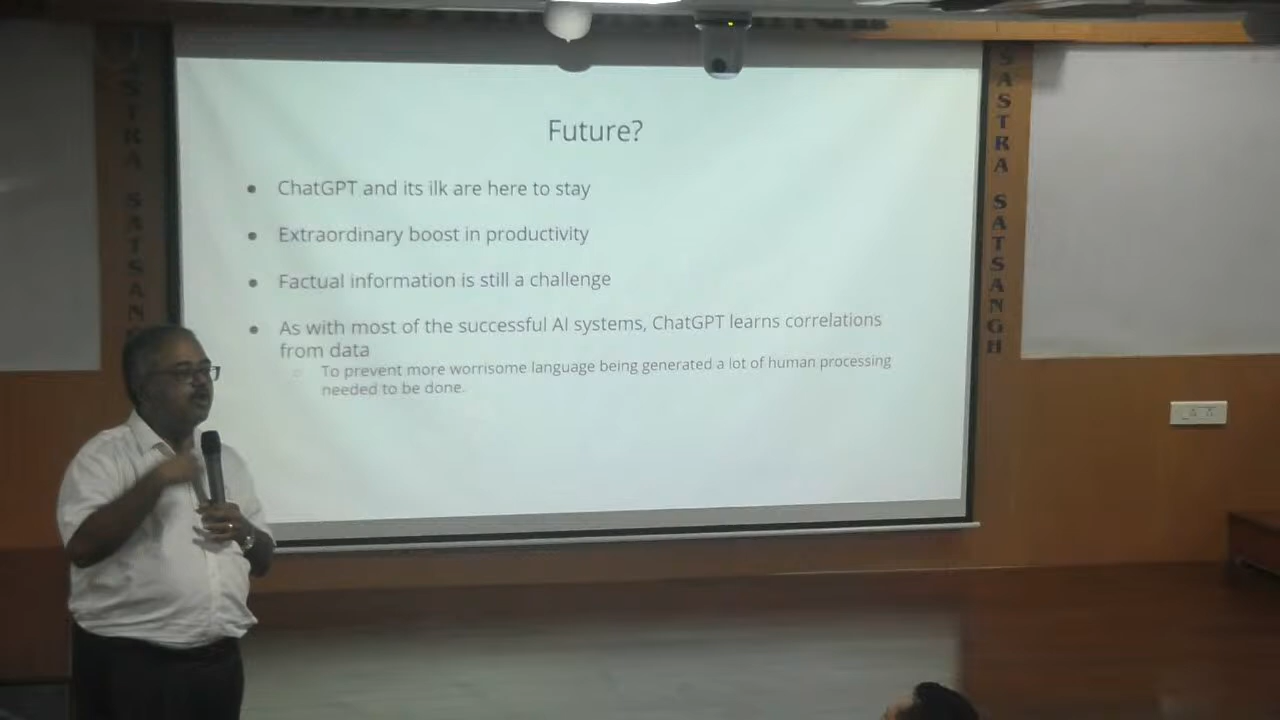 Future?
ChatGPT and its ilk are here to stay
Extraordinary boost in productivity
Factual information is still a challenge
As with most of the successful AI systems, ChatGPT learns correlations
from data
To prevent more worrisome language being generated a lot of human processing
needed to be done.
SASTRA SATSANGH
SASTRA SATSANGH